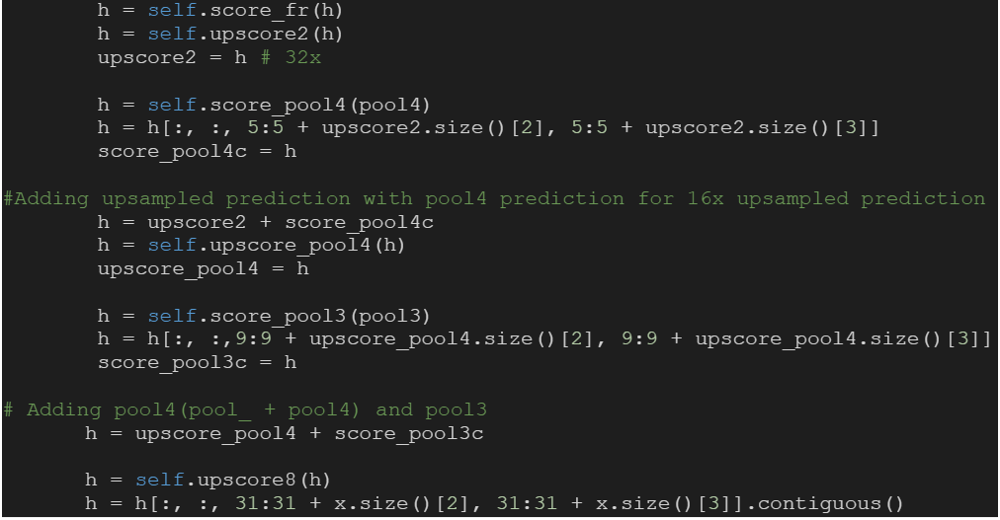 h = self.score_fr(h)
h = self.upscore2(h)
upscore2 = h # 32x
h = self.score_pool4(pool4)
h = h[:, :, 5:5 + upscore2.size()[2], 5:5 + upscore2.size()[3]]
score_pool4c = h
#Adding upsampled prediction with pool4 prediction for 16x upsampled prediction
h = upscore2 + score_pool4c
h = self.upscore_pool4(h)
upscore_pool4 = h
h = self.score_pool3(pool3)
h = h[:, :,9:9 + upscore_pool4.size()[2], 9:9 + upscore_pool4.size()[3]]
score_pool3c = h
# Adding pool4(pool_ + pool4) and pool3
h = upscore_pool4 + score_pool3c
h = self.upscore8(h)
h = h[:, :, 31:31 + x.size()[2], 31:31 + x.size()[3]].contiguous()